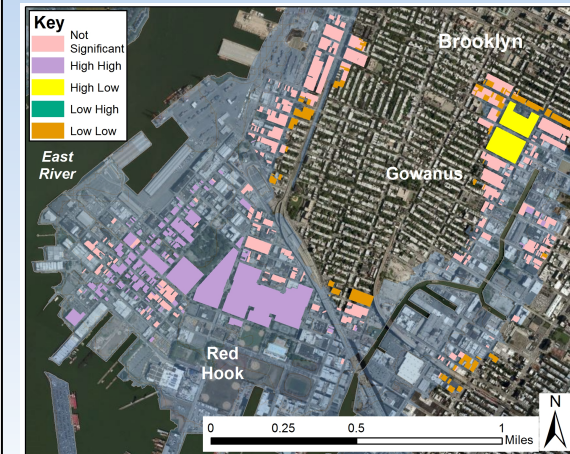 Key
Not
Significant
High High
High Low
Low High
Low Low
Brooklyn
East
River
Gowanus
Red
Hook
N
0 0.25 0.5 1
Miles